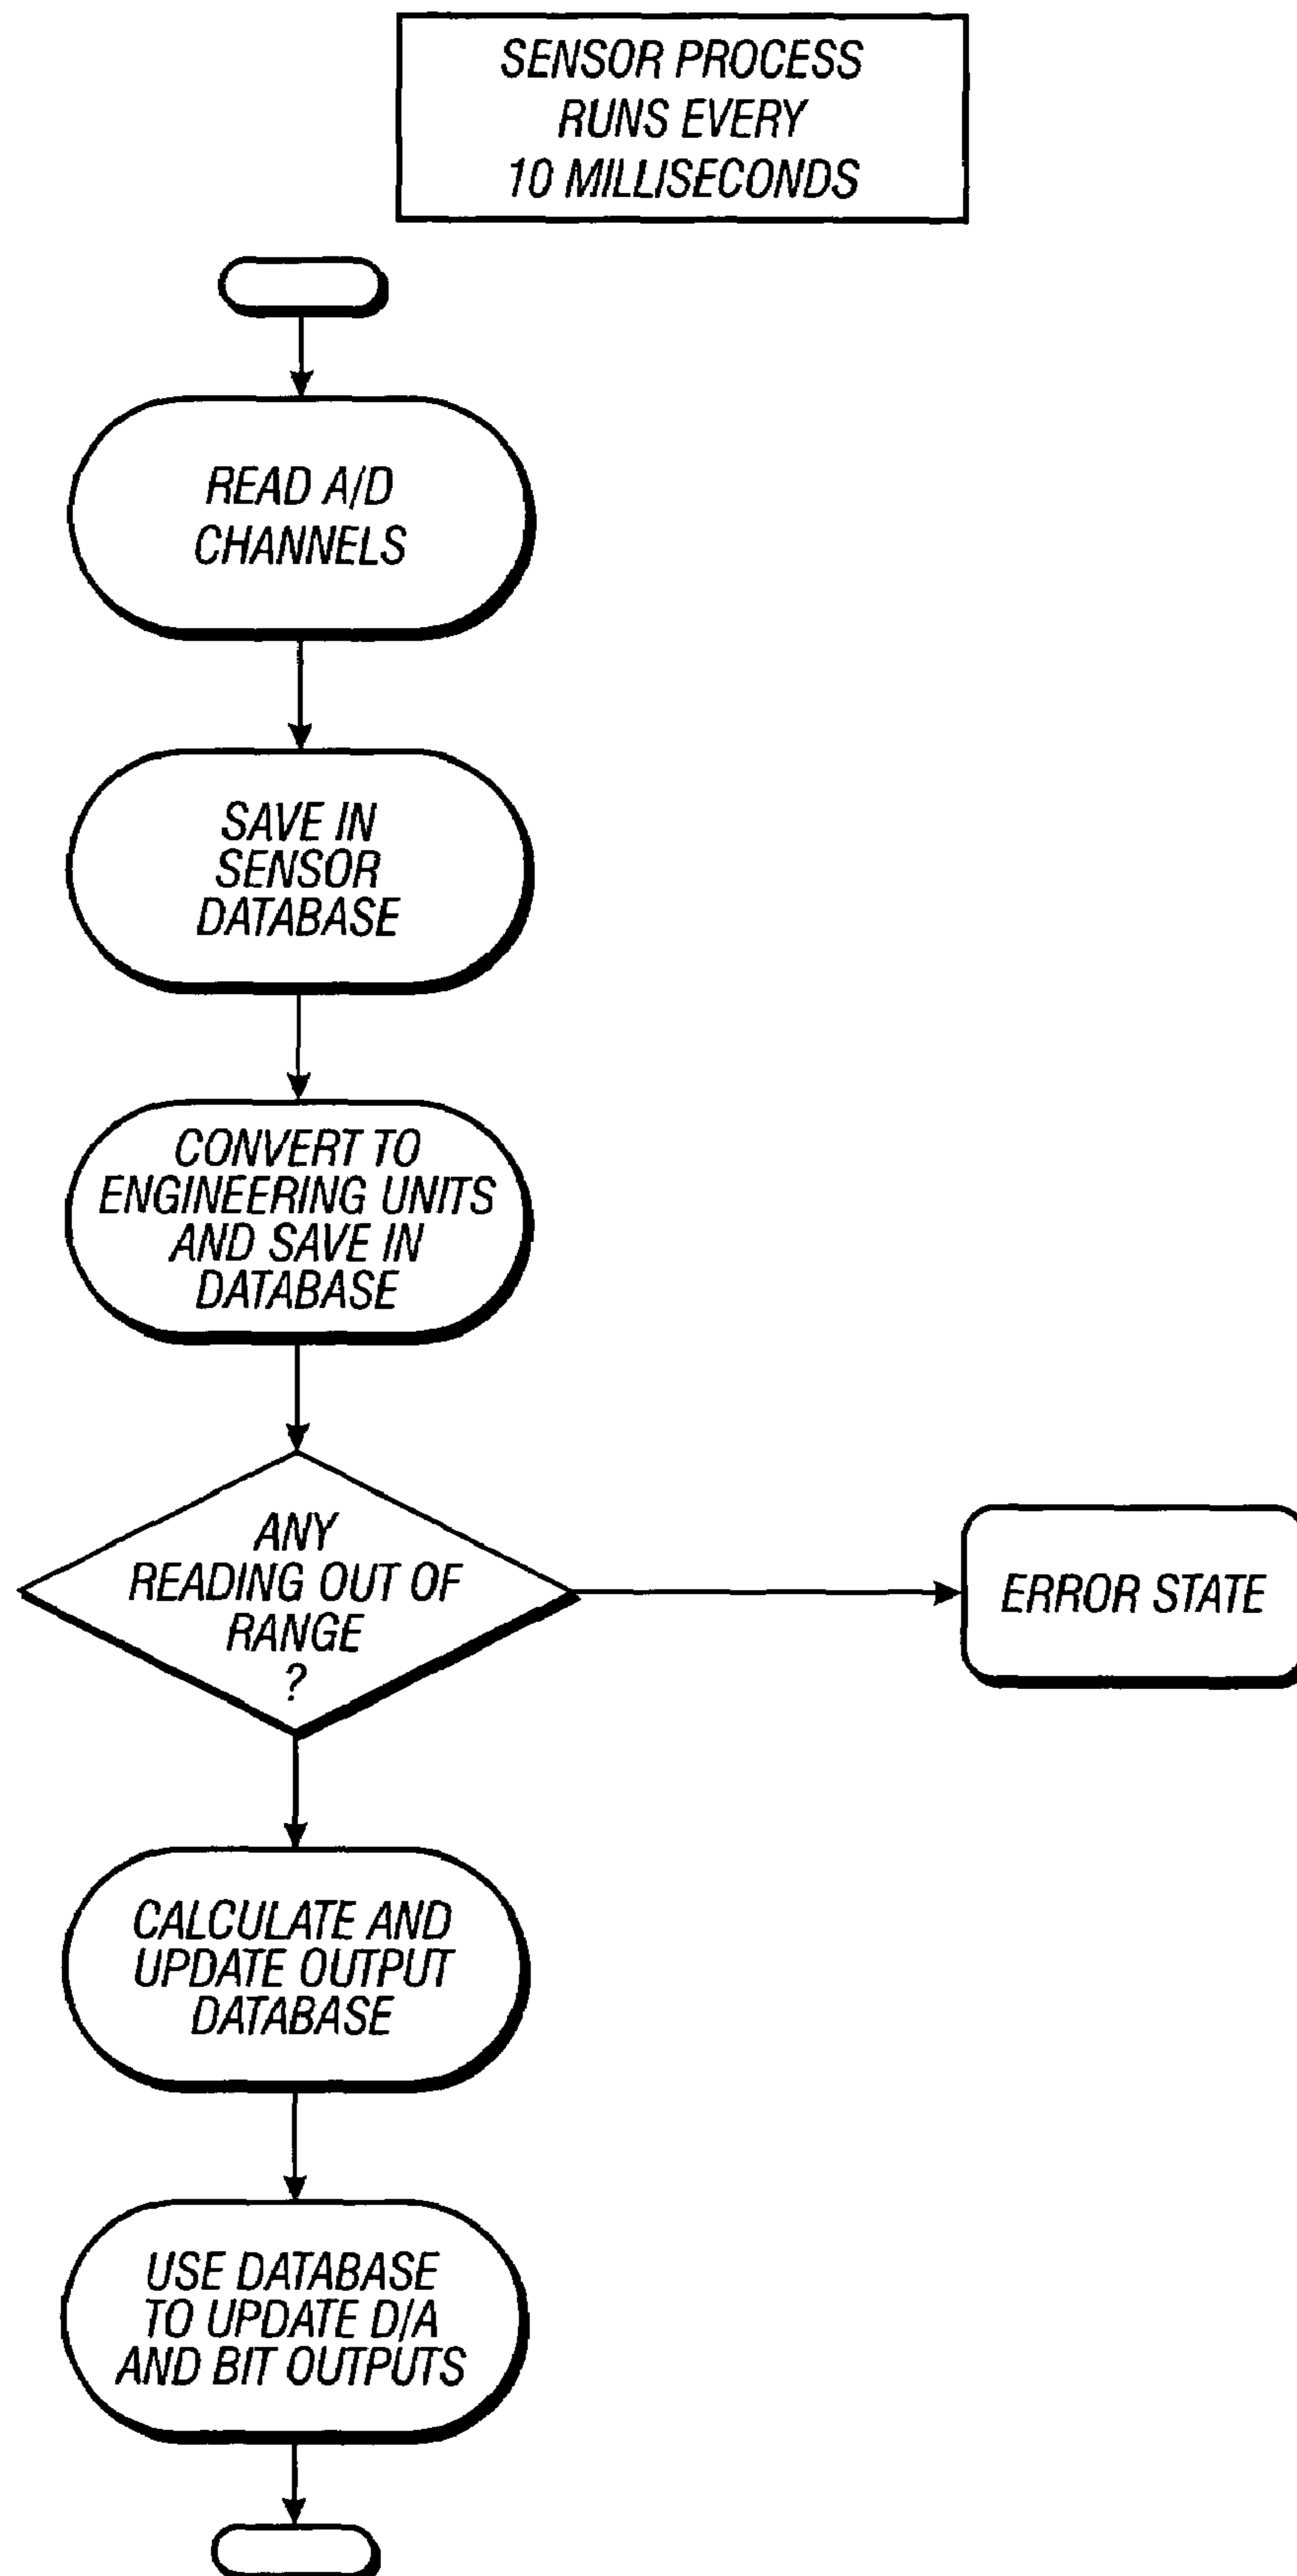 SENSOR PROCESS
RUNS EVERY
10 MILLISECONDS
READ A/D
CHANNELS
SAVE IN
SENSOR
DATABASE
CONVERT TO
ENGINEERING UNITS
AND SAVE IN
DATABASE
ANY
READING OUT OF
RANGE
?
ERROR STATE
CALCULATE AND
UPDATE OUTPUT
DATABASE
USE DATABASE
TO UPDATE D/A
AND BIT OUTPUTS